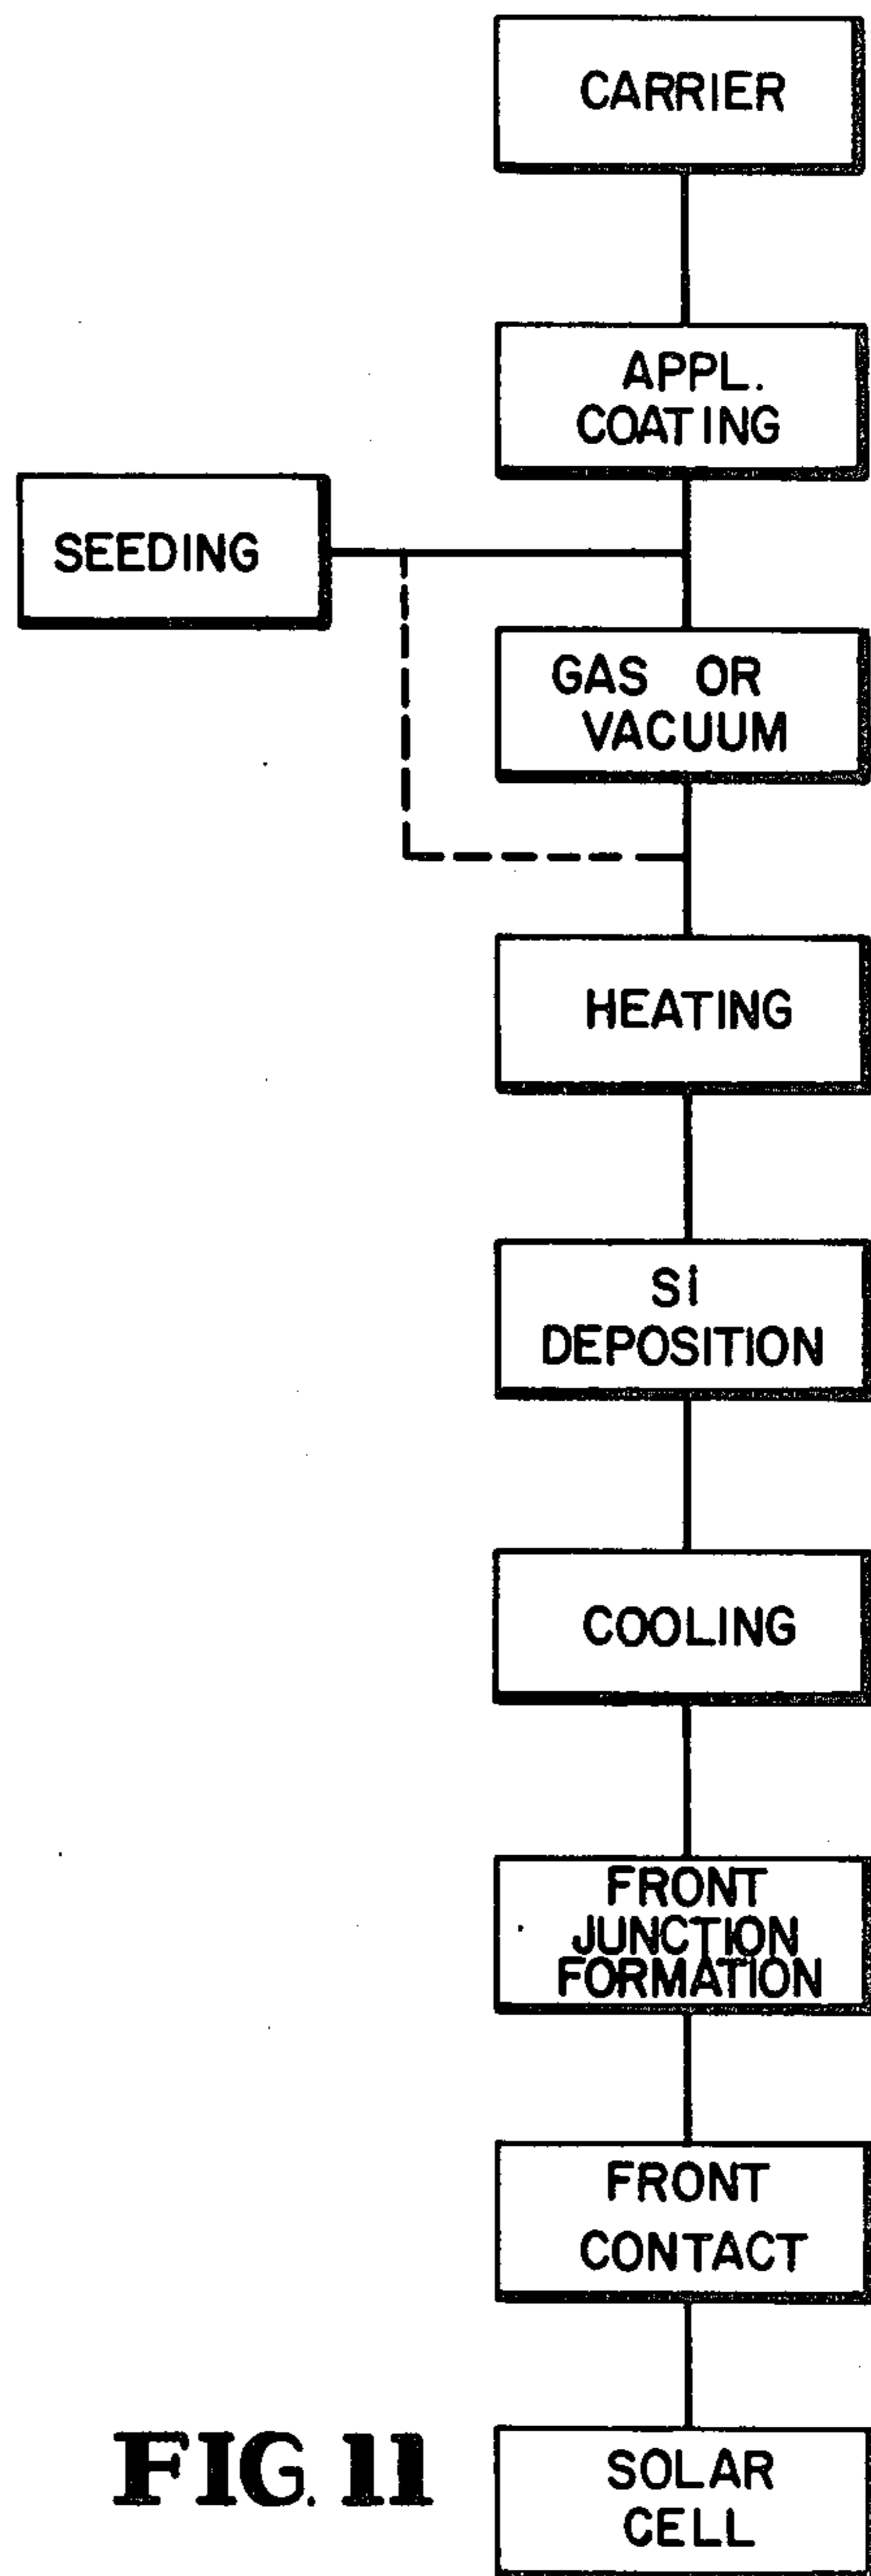 CARRIER
APPL.
COATING
SEEDING
GAS OR
VACUUM
HEATING
SI
DEPOSITION
COOLING
FRONT
JUNCTION
FORMATION
FRONT
CONTACT
SOLAR
CELL
FIG. 11